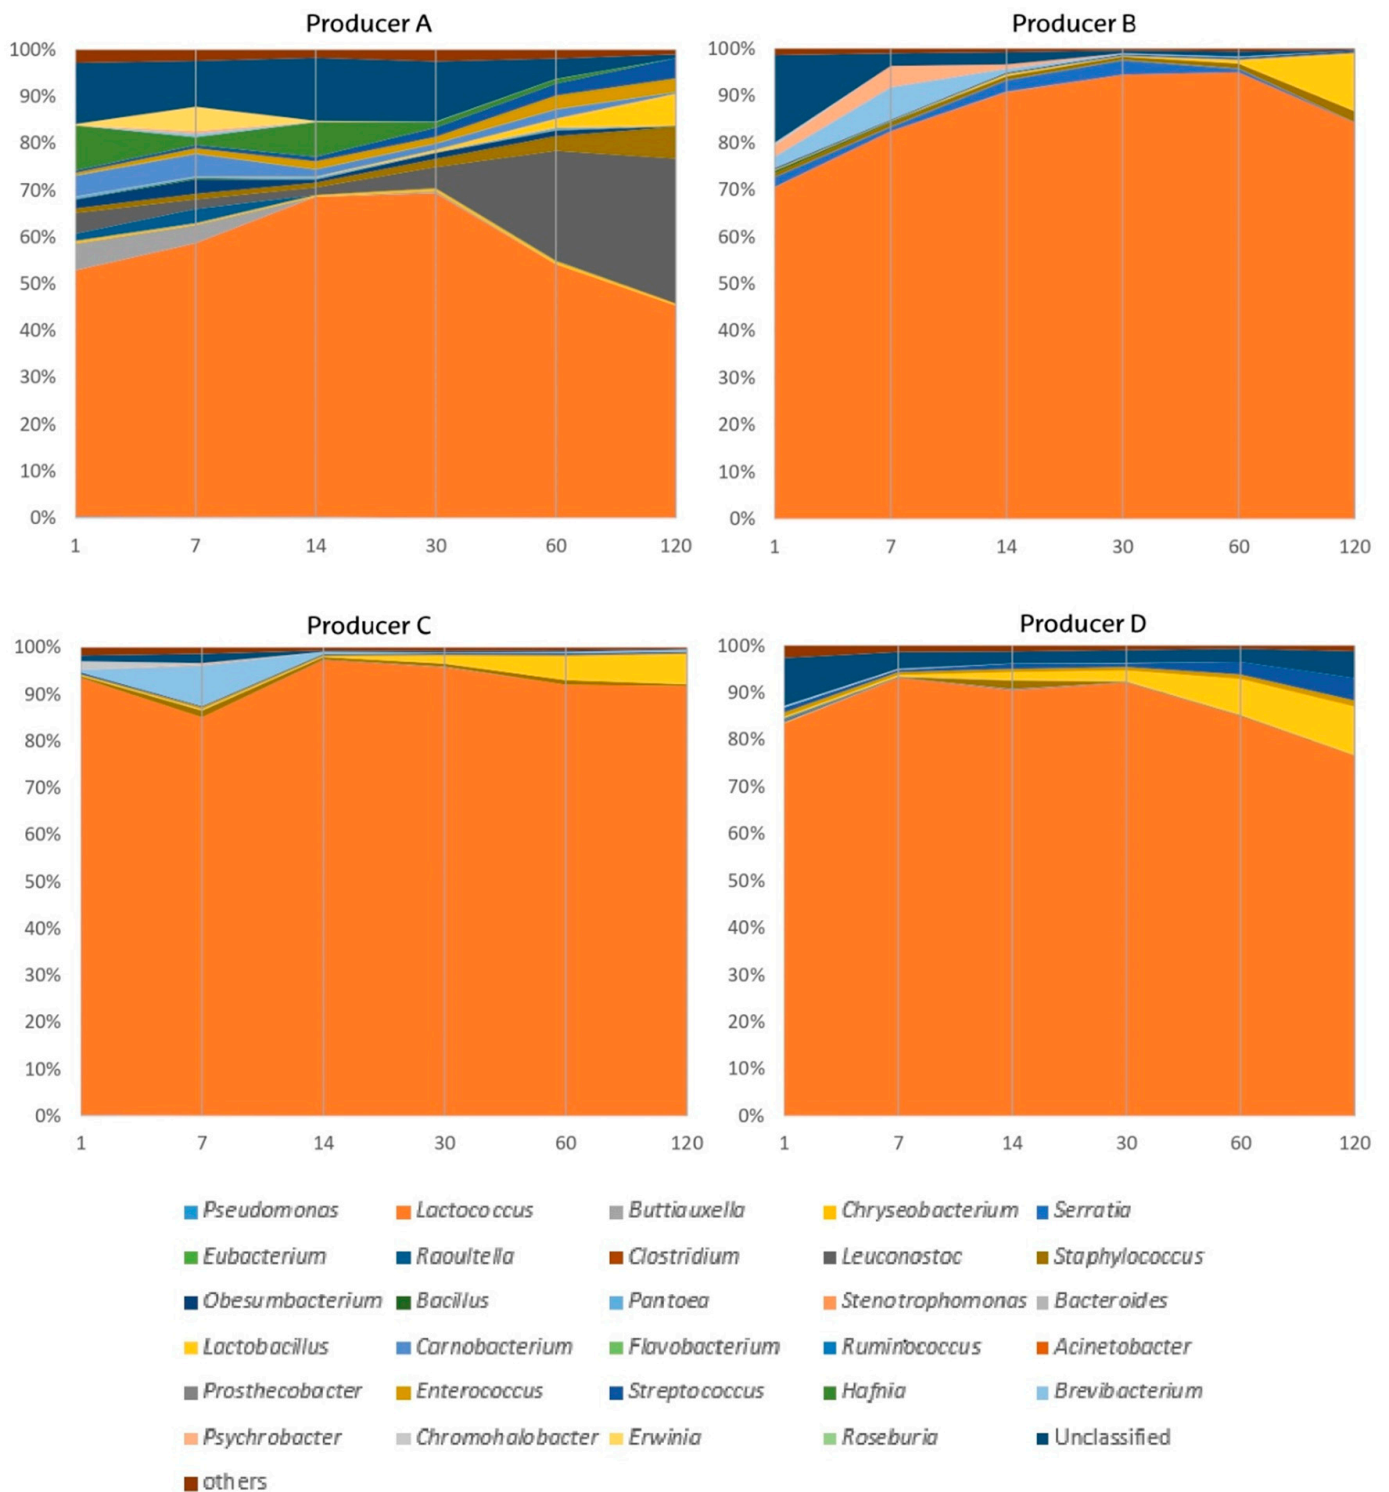 Producer A
100%
90%
80%
70%
60%
50%
40%
30%
20%
10%
0%
1 7 14 30 60 120
Producer B
100%
90%
80%
70%
60%
50%
40%
30%
20%
10%
0%
1 7 14 30 60 120
Producer C
100%
90%
80%
70%
60%
50%
40%
30%
20%
10%
0%
1 7 14 30 60 120
Producer D
100%
90%
80%
70%
60%
50%
40%
30%
20%
10%
0%
1 7 14 30 60 120
Pseudomonas Lactococcus Buttiauxella Chryseobacterium Serratia
Eubacterium Raoultella Clostridium Leuconostoc Staphylococcus
Obesumbacterium Bacillus Pantoea Stenotrophomonas Bacteroides
Lactobacillus Carnobacterium Flavobacterium Ruminococcus Acinetobacter
Prosthecobacter Enterococcus Streptococcus Hafnia Brevibacterium
Psychrobacter Chromohalobacter Erwinia Roseburia Unclassified
others